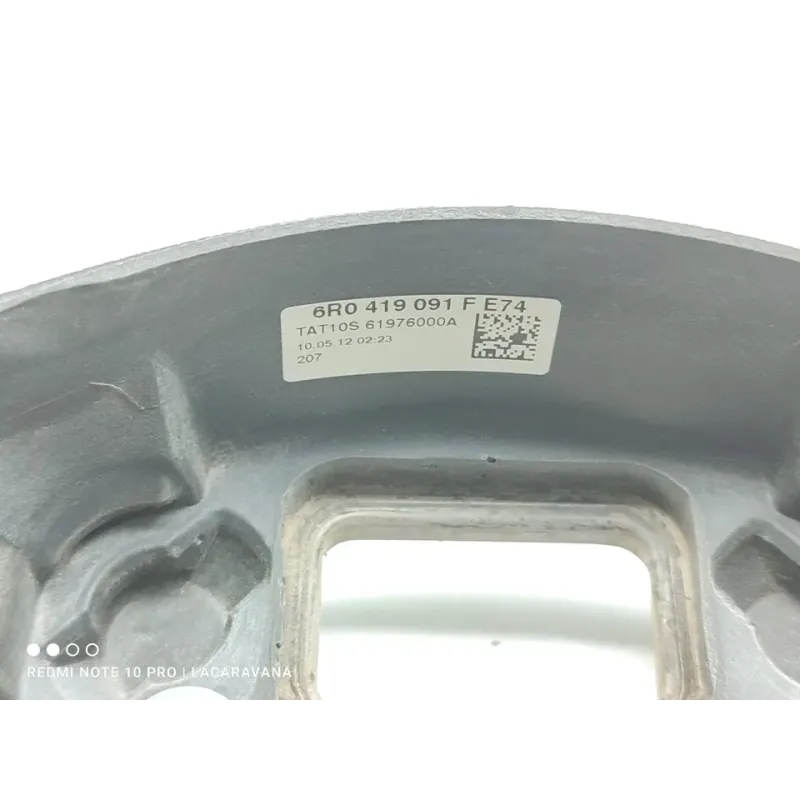 6R0 419 091 F E74
TAT10S 61976000A
10.05.12 02:23
207
REDMI NOTE 10 PRO | LACARAVANA